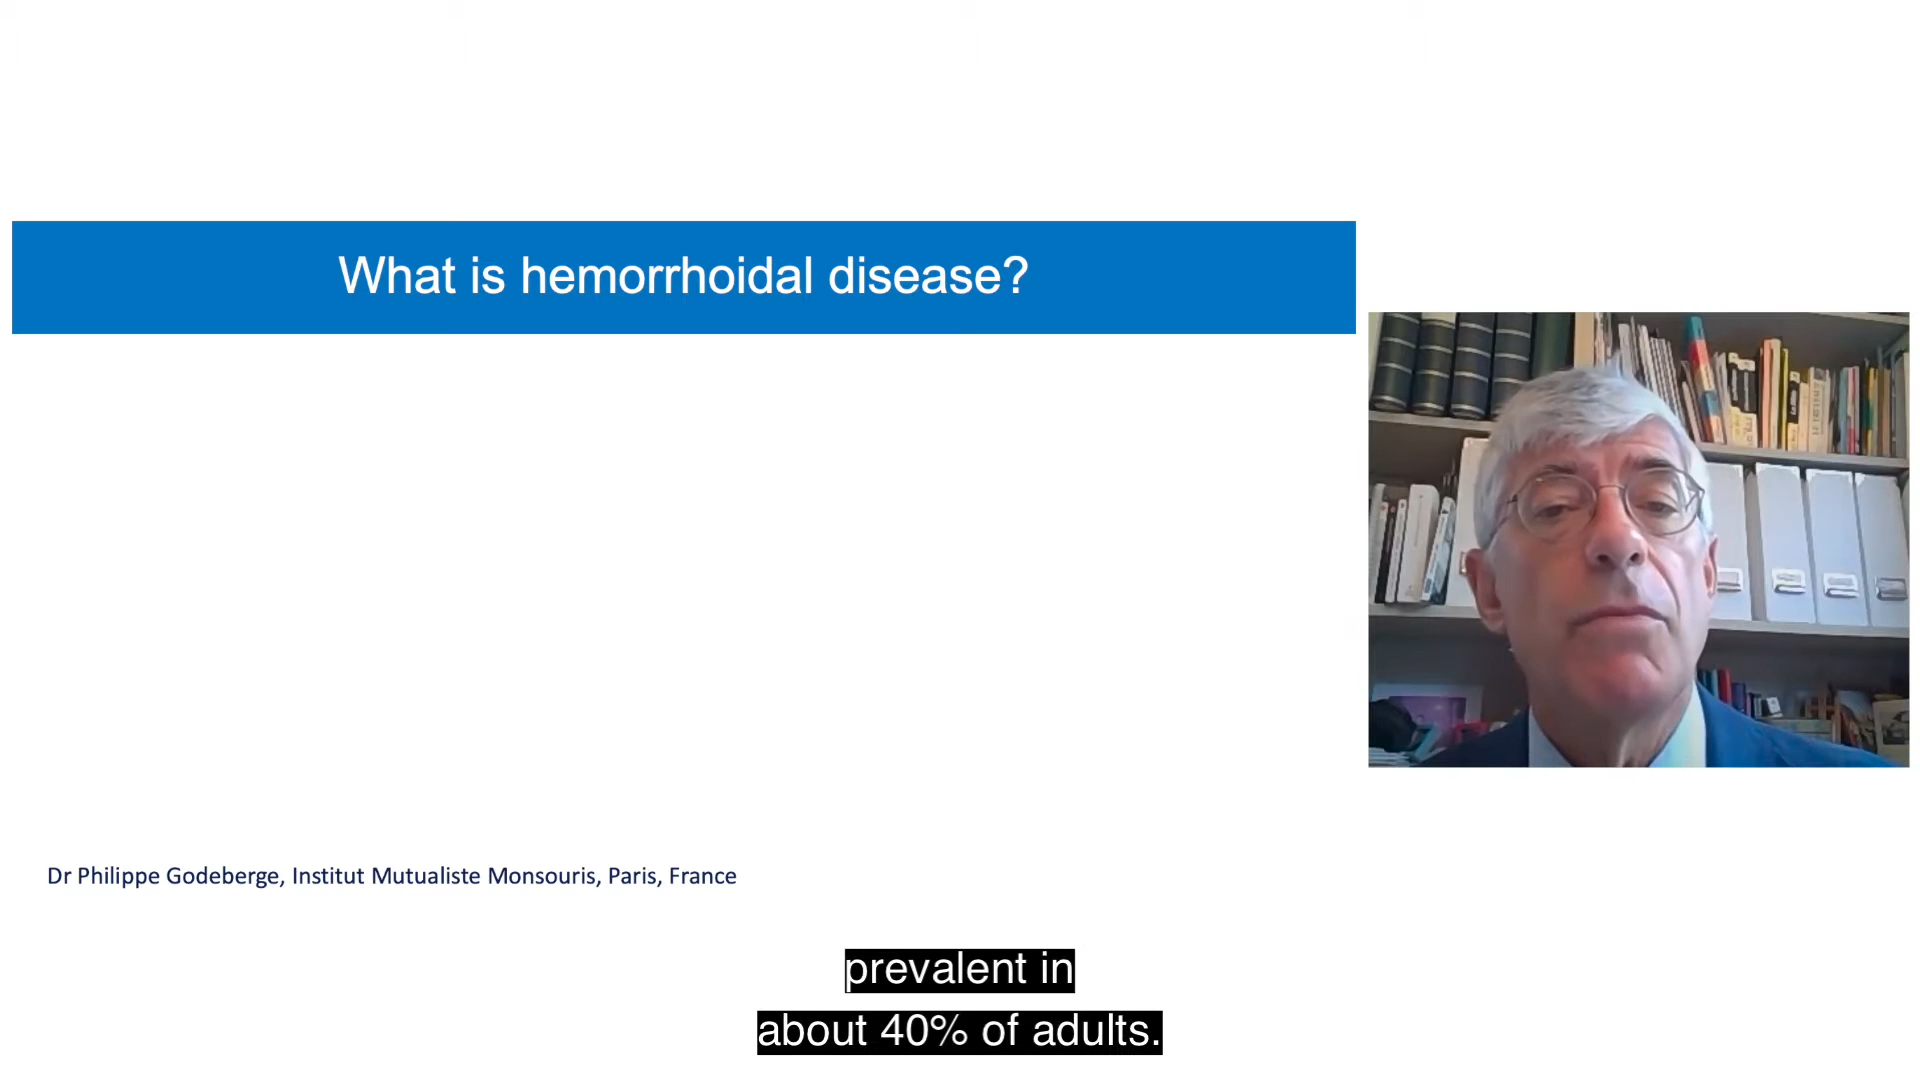 What is hemorrhoidal disease?
Dr Philippe Godeberge, Institut Mutualiste Monsouris, Paris, France
prevalent in
about 40% of adults.